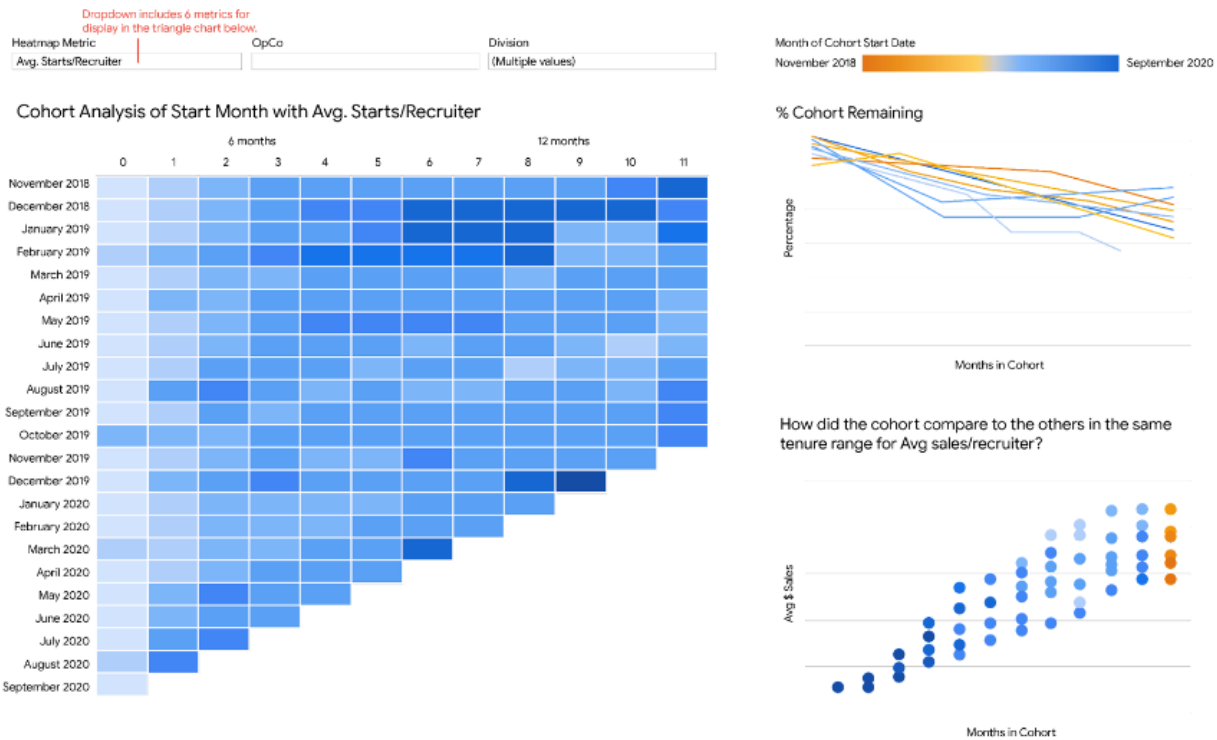 Dropdown includes 6 metrics for
display in the triangle chart below.
Heatmap Metric
OpCo
Division
Avg. Starts/Recruiter
(Multiple values)
Month of Cohort Start Date
November 2018
September 2020
Cohort Analysis of Start Month with Avg. Starts/Recruiter
6 months
12 months
0 1 2 3 4 5 6 7 8 9 10 11
November 2018
December 2018
January 2019
February 2019
March 2019
April 2019
May 2019
June 2019
July 2019
August 2019
September 2019
October 2019
November 2019
December 2019
January 2020
February 2020
March 2020
April 2020
May 2020
June 2020
July 2020
August 2020
September 2020
% Cohort Remaining
Percentage
Months in Cohort
How did the cohort compare to the others in the same
tenure range for Avg sales/recruiter?
Avg $ Sales
Months in Cohort